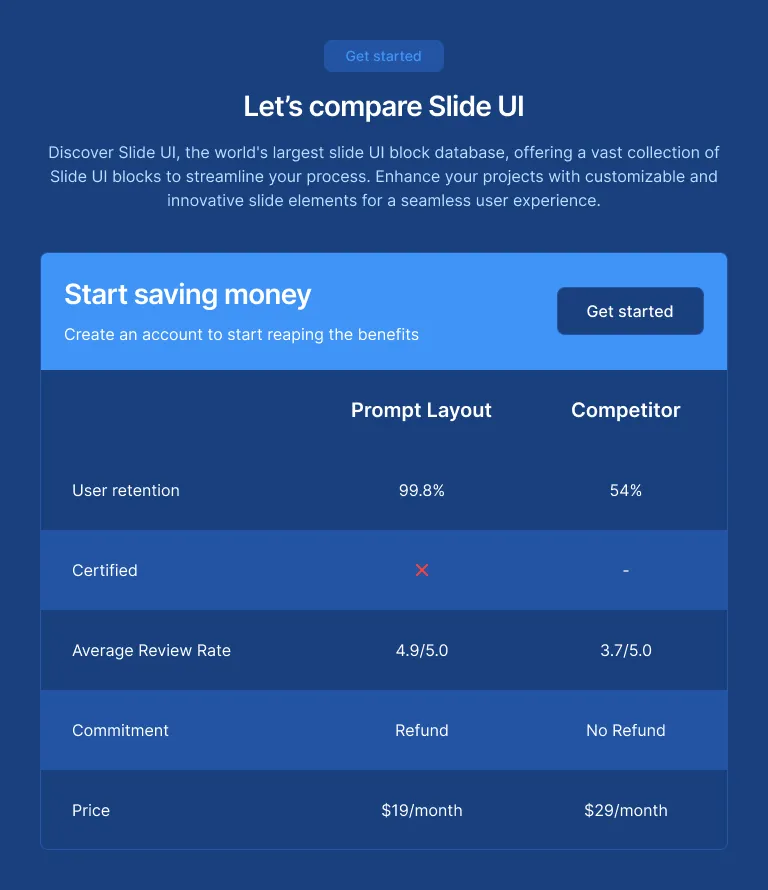 Get started
Let’s compare Slide UI
Discover Slide UI, the world's largest slide UI block database, offering a vast collection of
Slide UI blocks to streamline your process. Enhance your projects with customizable and
innovative slide elements for a seamless user experience.
Start saving money
Create an account to start reaping the benefits
Get started
Prompt Layout Competitor
User retention 99.8% 54%
Certified -
Average Review Rate 4.9/5.0 3.7/5.0
Commitment Refund No Refund
Price $19/month $29/month